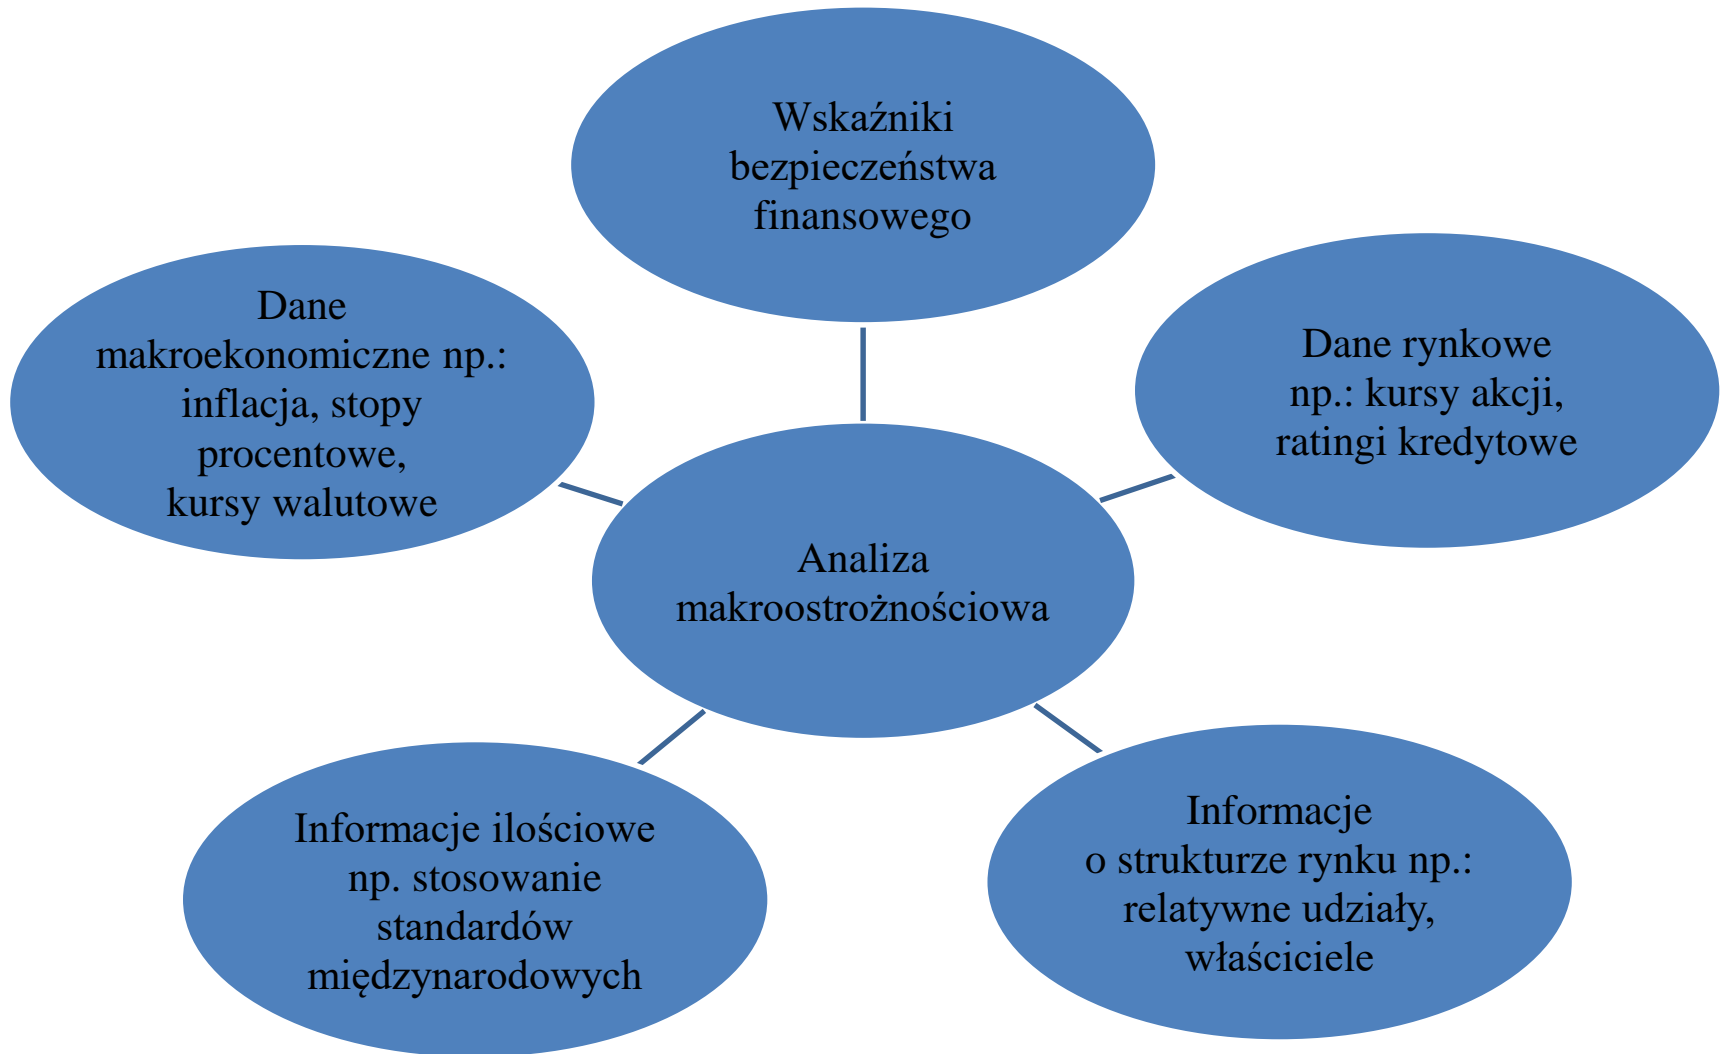 Wskaźniki
bezpieczeństwa
finansowego
Dane
makroekonomiczne np.:
inflacja, stopy
procentowe,
kursy walutowe
Dane rynkowe
np.: kursy akcji,
ratingi kredytowe
Analiza
makroostrożnościowa
Informacje ilościowe
np. stosowanie
standardów
międzynarodowych
Informacje
o strukturze rynku np.:
relatywne udziały,
właściciele